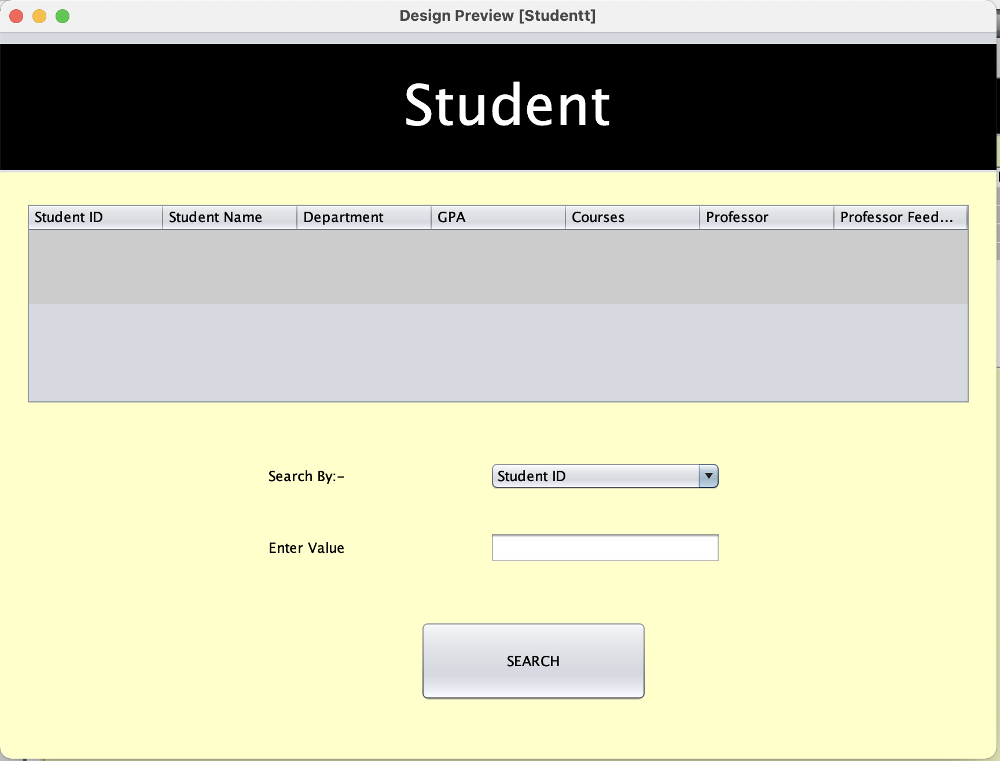 Design Preview [Studentt]
Student
Student ID Student Name Department GPA Courses Professor Professor Feed...
Search By:- Student ID
Enter Value
SEARCH